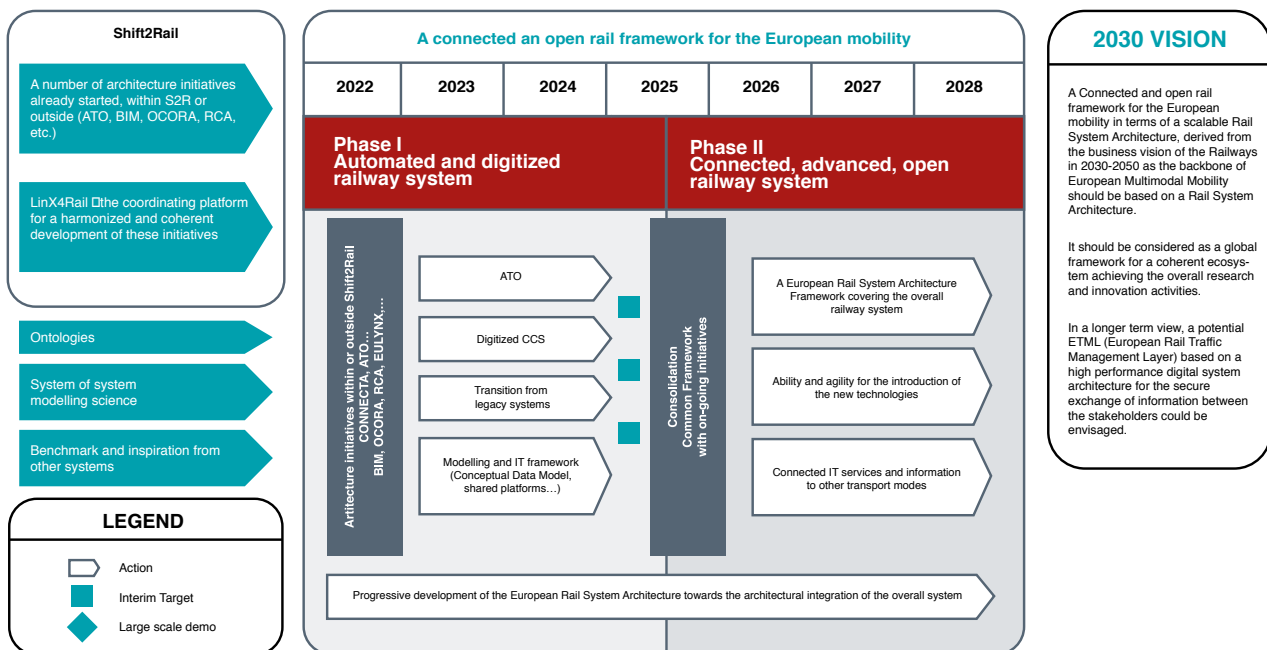 Shift2Rail
A number of architecture initiatives
already started, within S2R or
outside (ATO, BIM, OCORA, RCA,
etc.)
LinX4Rail □the coordinating platform
for a harmonized and coherent
development of these initiatives
Ontologies
System of system
modelling science
Benchmark and inspiration from
other systems
LEGEND
Action
Interim Target
Large scale demo
A connected an open rail framework for the European mobility
2022 2023 2024 2025 2026 2027 2028
Phase I
Automated and digitized
railway system
Phase II
Connected, advanced, open
railway system
Artitecture initiatives within or outside Shift2Rail
CONNECTA, ATO...
BIM, OCORA, RCA, EULYNX,...
ATO
Digitized CCS
Transition from
legacy systems
Modelling and IT framework
(Conceptual Data Model,
shared platforms…)
Consolidation
Common Framework
with on-going initiatives
A European Rail System Architecture
Framework covering the overall
railway system
Ability and agility for the introduction of
the new technologies
Connected IT services and information
to other transport modes
Progressive development of the European Rail System Architecture towards the architectural integration of the overall system
2030 VISION
A Connected and open rail
framework for the European
mobility in terms of a scalable Rail
System Architecture, derived from
the business vision of the Railways
in 2030-2050 as the backbone
of European Multimodal Mobility
should be based on a Rail System
Architecture.
It should be considered as a global
framework for a coherent ecosys-
tem achieving the overall research
and innovation activities.
In a longer term view, a potential
ETML (European Rail Traffic
Management Layer) based on a
high performance digital system
architecture for the secure
exchange of information between
the stakeholders could be
envisaged.